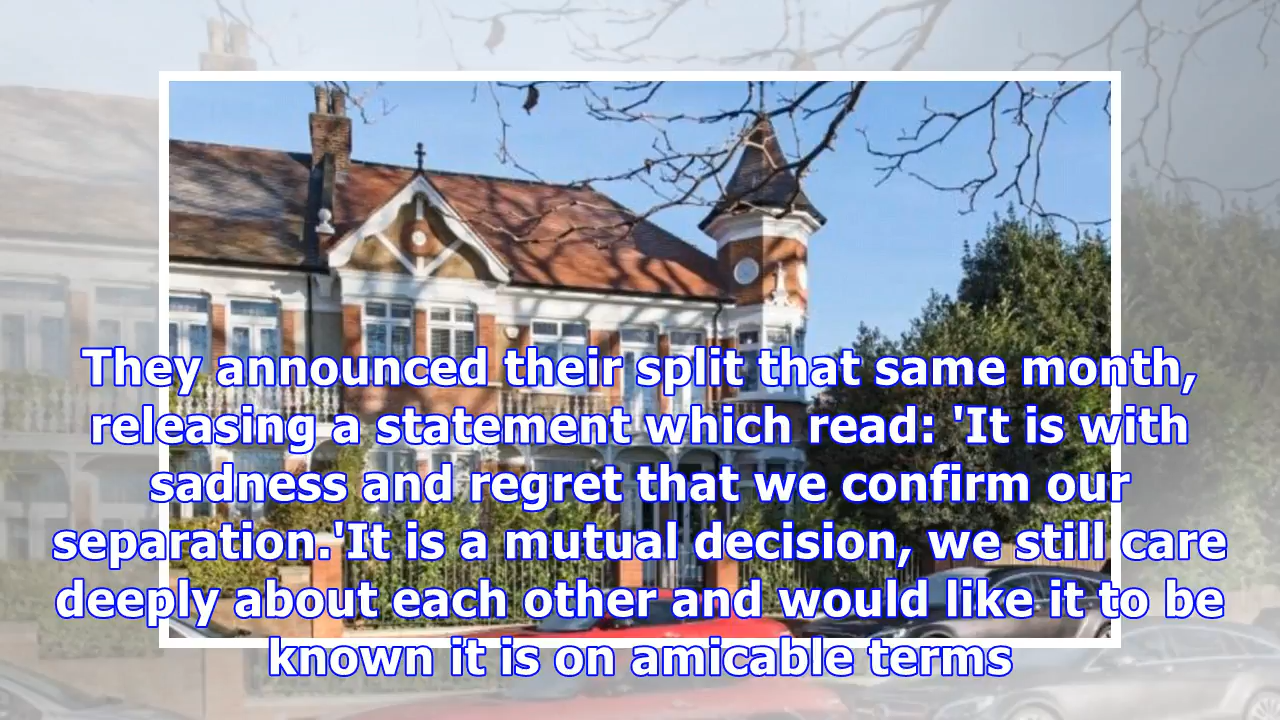 They announced their split that same month,
releasing a statement which read: 'It is with
sadness and regret that we confirm our
separation.'It is a mutual decision, we still care
deeply about each other and would like it to be
known it is on amicable terms